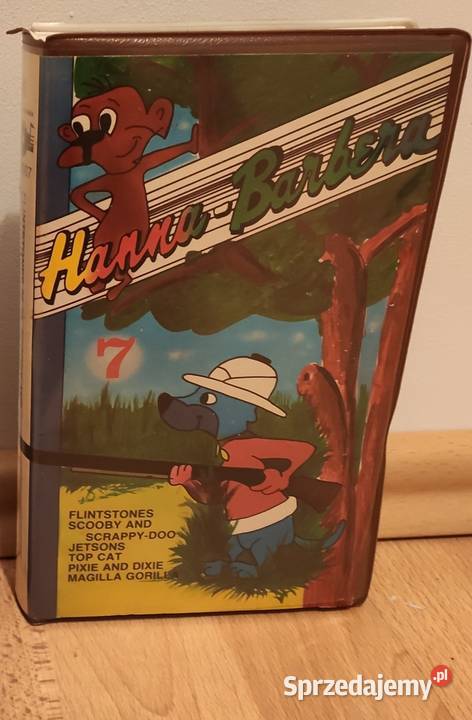 Hanna-Barbera
7
FLINTSTONES
SCOOBY AND
SCRAPPY-DOO
JETSONS
TOP CAT
PIXIE AND DIXIE
MAGILLA GORILLA
Sprzedajemy.pl